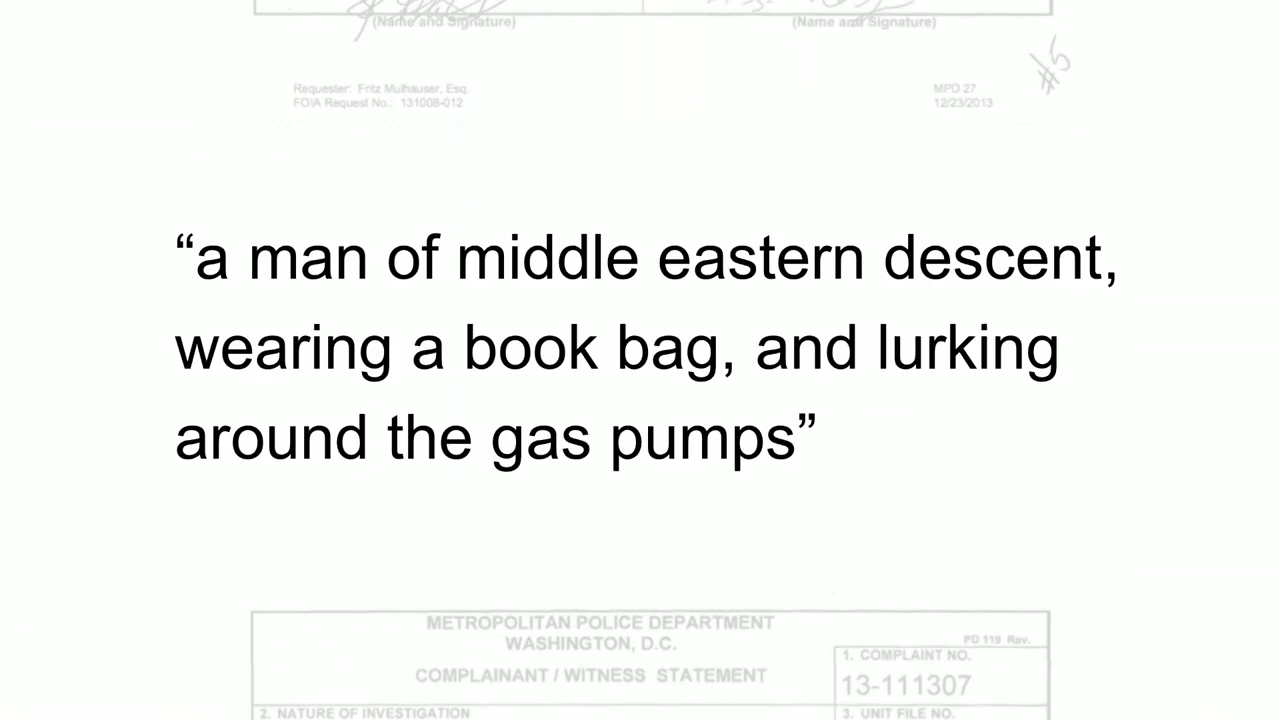 (Name and Signature)
(Name and Signature)
#5
Requester: Fritz Mulhauser, Esq.
FOIA Request No.: 131008-012
MPD 27
12/23/2013
“a man of middle eastern descent,
wearing a book bag, and lurking
around the gas pumps”
METROPOLITAN POLICE DEPARTMENT
WASHINGTON, D.C.
COMPLAINANT / WITNESS STATEMENT
PD 119 Rev.
1. COMPLAINT NO.
13-111307
2. NATURE OF INVESTIGATION
3. UNIT FILE NO.